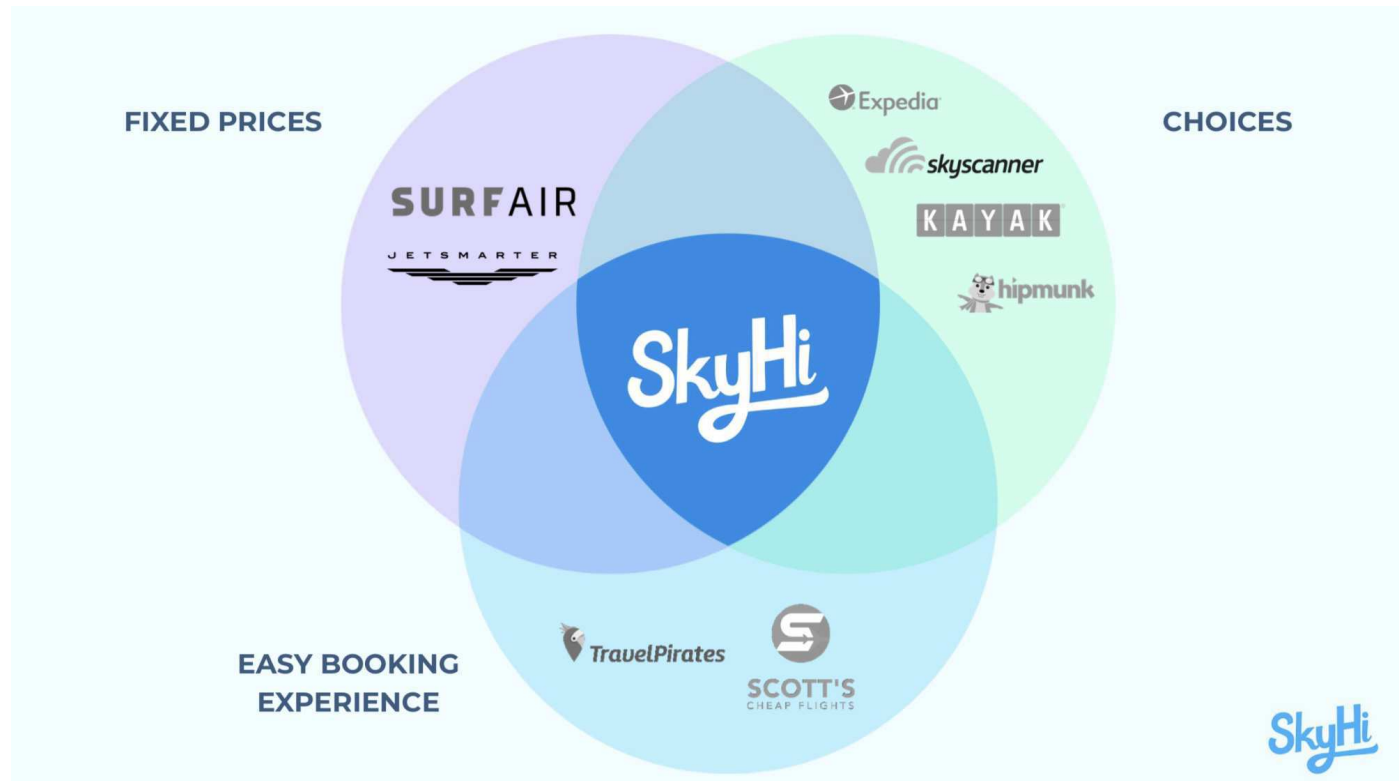 FIXED PRICES
CHOICES
Expedia
skyscanner
SURFAIR
KAYAK
JETSMARTER
hipmunk
SkyHi
TravelPirates
EASY BOOKING
EXPERIENCE
SCOTT'S
CHEAP FLIGHTS
SkyHi